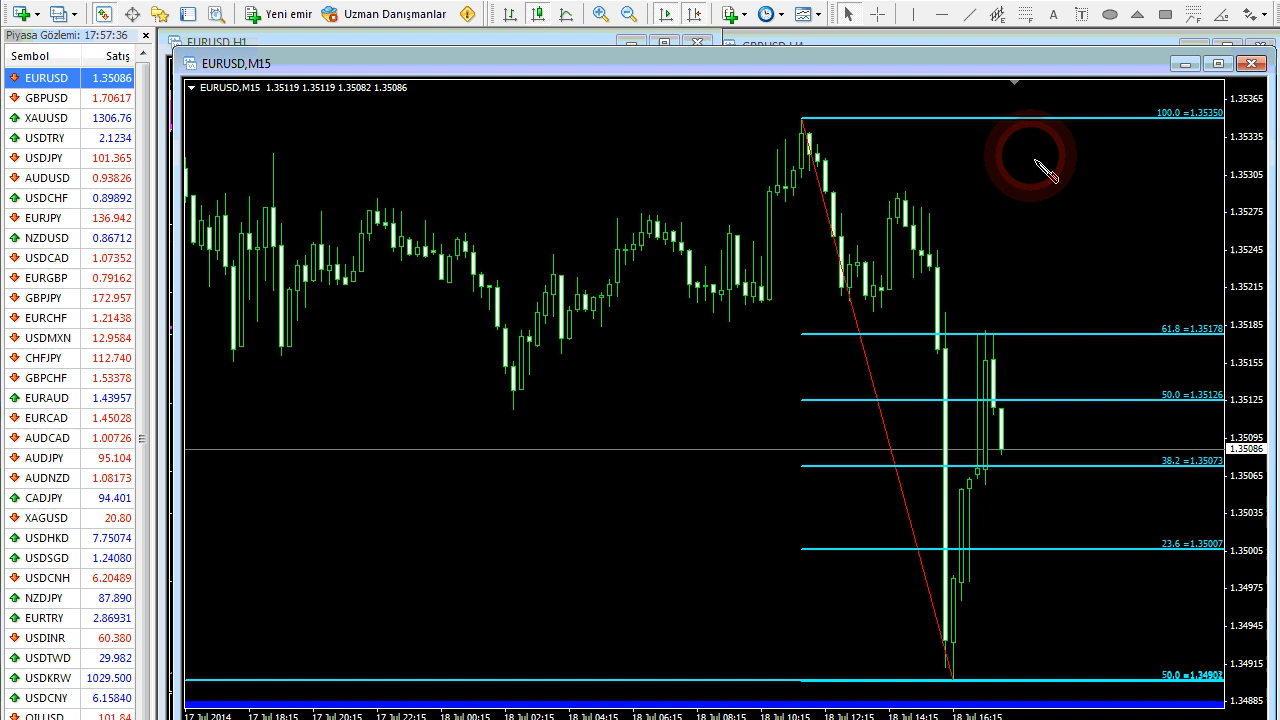 Yeni emir
Uzman Danışmanlar
A
T
Piyasa Gözlemi: 17:57:36
Sembol Satış
EURUSD 1.35086
GBPUSD 1.70617
XAUUSD 1306.76
USDTRY 2.1234
USDJPY 101.365
AUDUSD 0.93826
USDCHF 0.89892
EURJPY 136.942
NZDUSD 0.86712
USDCAD 1.07352
EURGBP 0.79162
GBPJPY 172.957
EURCHF 1.21438
USDMXN 12.9584
CHFJPY 112.740
GBPCHF 1.53378
EURAUD 1.43957
EURCAD 1.45028
AUDCAD 1.00726
AUDJPY 95.104
AUDNZD 1.08173
CADJPY 94.401
XAGUSD 20.80
USDHKD 7.75074
USDSGD 1.24080
USDCNH 6.20489
NZDJPY 87.890
EURTRY 2.86931
USDINR 60.380
USDTWD 29.982
USDKRW 1029.500
USDCNY 6.15840
OILUSD 101.84
EURUSD,H1
EURUSD,M15
EURUSD,M15 1.35119 1.35119 1.35082 1.35086
100.0 =1.35350
61.8 =1.35178
50.0 =1.35126
38.2 =1.35073
23.6 =1.35007
1.35365
1.35335
1.35305
1.35275
1.35245
1.35215
1.35185
1.35155
1.35125
1.35095
1.35086
1.35065
1.35035
1.35005
1.34975
1.34945
1.34915
1.34885
17 Jul 2014 17 Jul 18:15 17 Jul 20:15 17 Jul 22:15 18 Jul 00:15 18 Jul 02:15 18 Jul 04:15 18 Jul 06:15 18 Jul 08:15 18 Jul 10:15 18 Jul 12:15 18 Jul 14:15 18 Jul 16:15